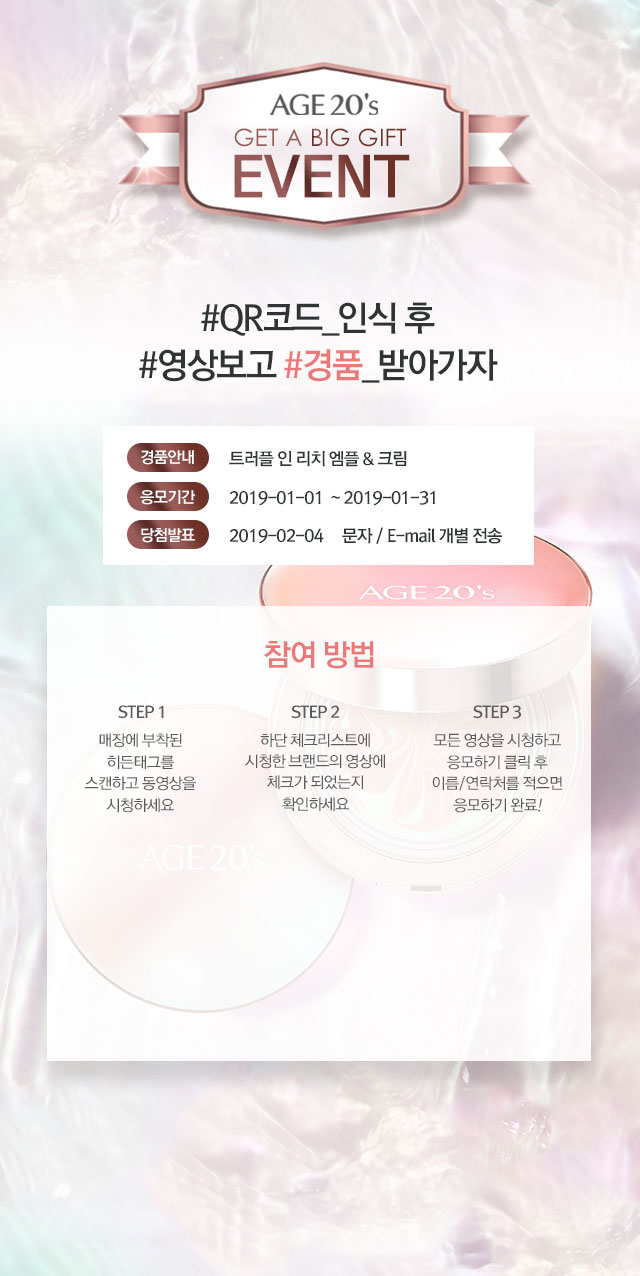 AGE 20's
GET A BIG GIFT
EVENT
#QR코드_인식 후
#영상보고 #경품_받아가자
경품안내 트러플 인 리치 엠플 & 크림
응모기간 2019-01-01 ~ 2019-01-31
당첨발표 2019-02-04 문자 / E-mail 개별 전송
AGE 20's
참여 방법
STEP 1
매장에 부착된
히든태그를
스캔하고 동영상을
시청하세요
STEP 2
하단 체크리스트에
시청한 브랜드의 영상에
체크가 되었는지
확인하세요
STEP 3
모든 영상을 시청하고
응모하기 클릭 후
이름/연락처를 적으면
응모하기 완료!
AGE 20's